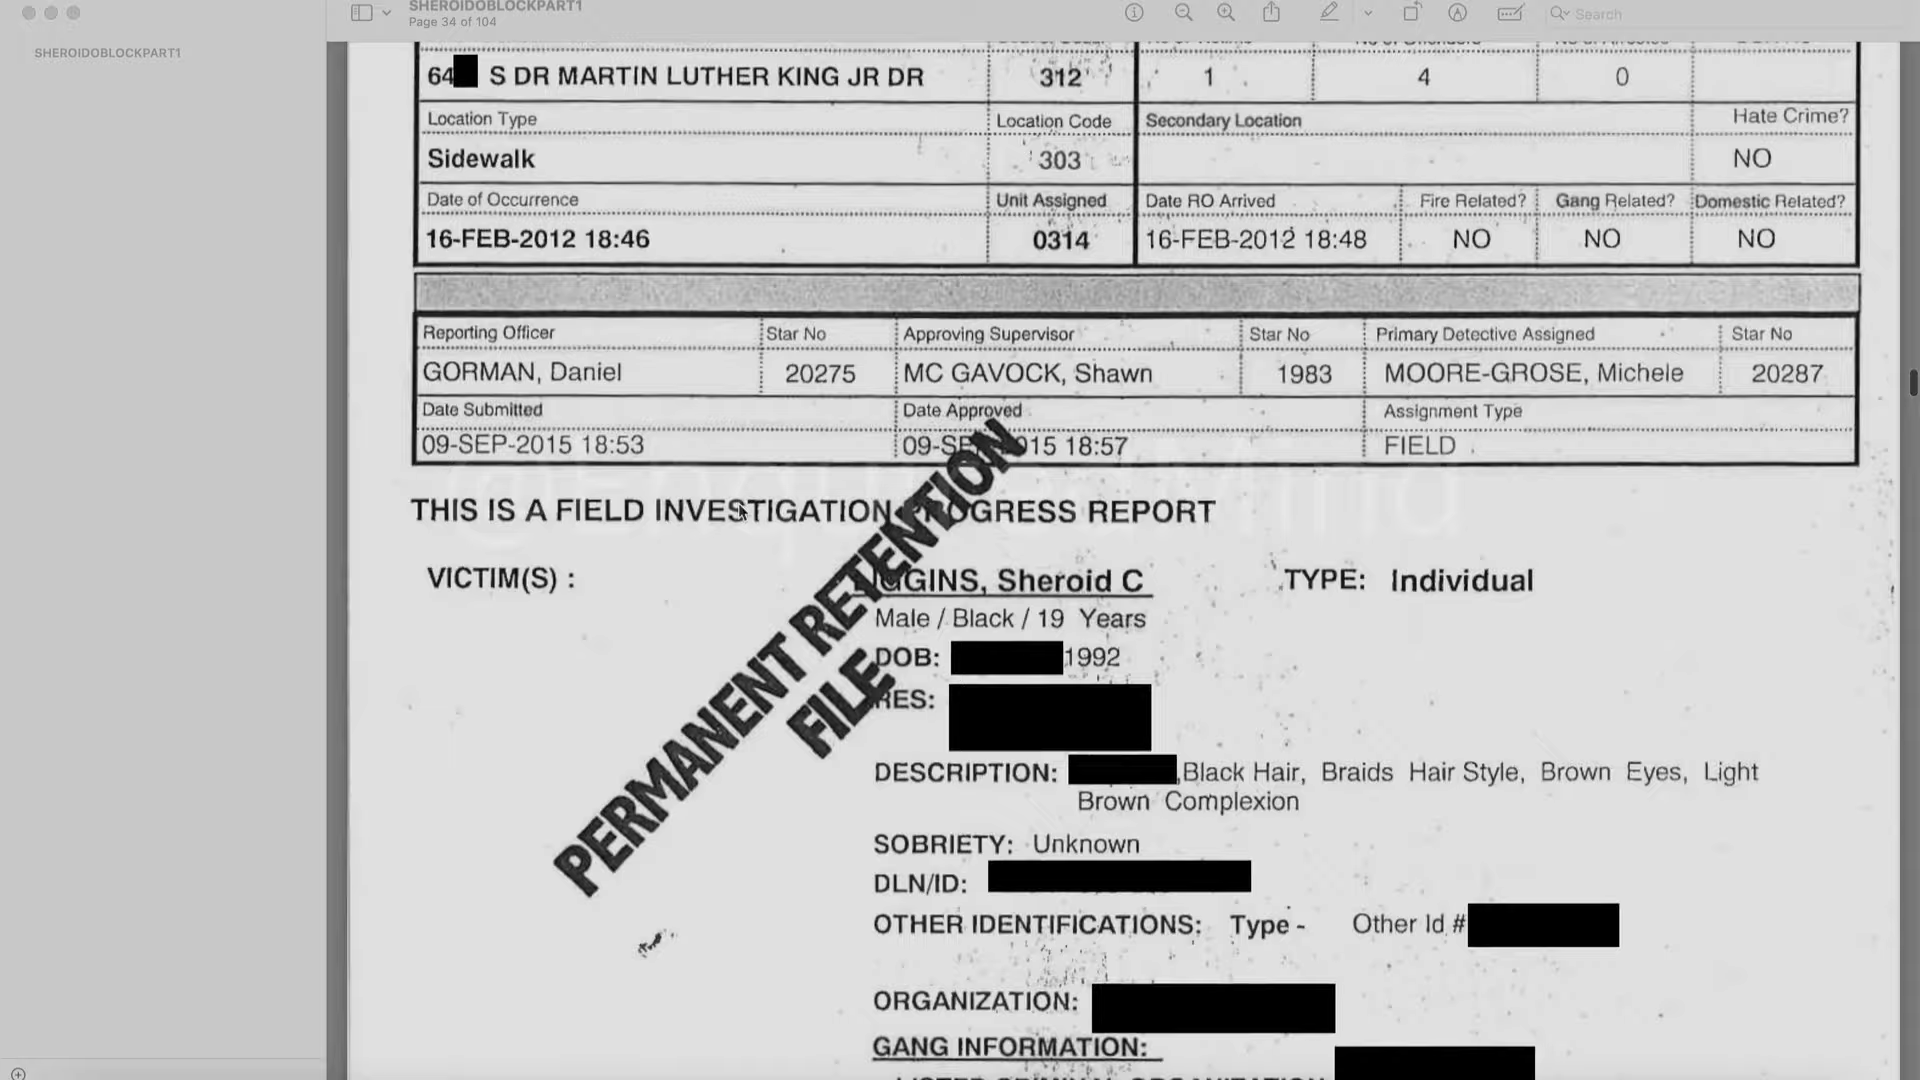 SHEROIDOBLOCKPART1
Page 34 of 104
Search
SHEROIDOBLOCKPART1
64 S DR MARTIN LUTHER KING JR DR 312 1 4 0
Location Type Location Code Secondary Location Hate Crime?
Sidewalk 303 NO
Date of Occurrence Unit Assigned Date RO Arrived Fire Related? Gang Related? Domestic Related?
16-FEB-2012 18:46 0314 16-FEB-2012 18:48 NO NO NO
Reporting Officer Star No Approving Supervisor Star No Primary Detective Assigned Star No
GORMAN, Daniel 20275 MC GAVOCK, Shawn 1983 MOORE-GROSE, Michele 20287
Date Submitted Date Approved Assignment Type
09-SEP-2015 18:53 09-SEP-2015 18:57 FIELD
THIS IS A FIELD INVESTIGATION PROGRESS REPORT
PERMANENT RETENTION
FILE
VICTIM(S) : GGINS, Sheroid C TYPE: Individual
Male / Black / 19 Years
DOB: 1992
RES:
DESCRIPTION: ,Black Hair, Braids Hair Style, Brown Eyes, Light
Brown Complexion
SOBRIETY: Unknown
DLN/ID:
OTHER IDENTIFICATIONS: Type - Other Id #
ORGANIZATION:
GANG INFORMATION: